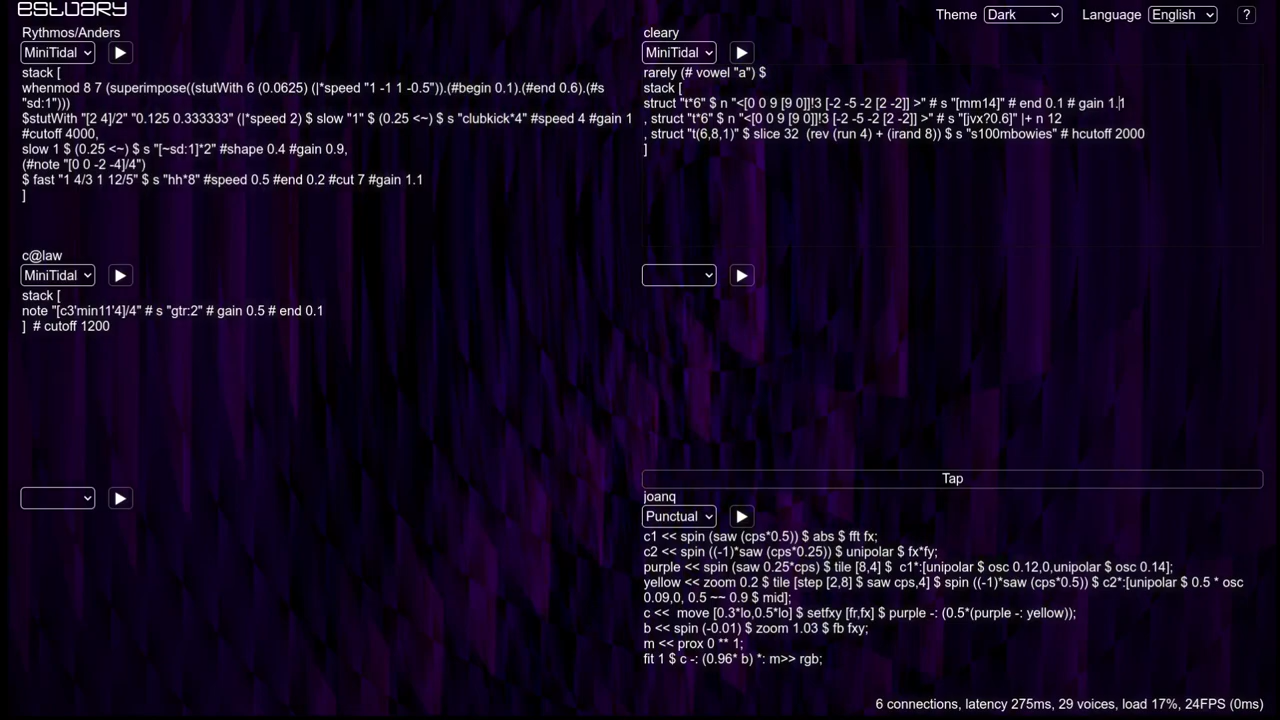 ESTUARY
Theme Dark Language English ?
Rythmos/Anders
MiniTidal
stack [
whenmod 8 7 (superimpose((stutWith 6 (0.0625) (|*speed "1 -1 1 -0.5")).(#begin 0.1).(#end 0.6).(#s
"sd:1")))
$stutWith "[2 4]/2" "0.125 0.333333" (|*speed 2) $ slow "1" $ (0.25 <~) $ s "clubkick*4" #speed 4 #gain 1
#cutoff 4000,
slow 1 $ (0.25 <~) $ s "[~sd:1]*2" #shape 0.4 #gain 0.9,
(#note "[0 0 -2 -4]/4")
$ fast "1 4/3 1 12/5" $ s "hh*8" #speed 0.5 #end 0.2 #cut 7 #gain 1.1
]
cleary
MiniTidal
rarely (# vowel "a") $
stack [
struct "t*6" $ n "<[0 0 9 [9 0]]!3 [-2 -5 -2 [2 -2]] >" # s "[mm14]" # end 0.1 # gain 1.1
, struct "t*6" $ n "<[0 0 9 [9 0]]!3 [-2 -5 -2 [2 -2]] >" # s "[jvx?0.6]" |+ n 12
, struct "t(6,8,1)" $ slice 32  (rev (run 4) + (irand 8)) $ s "s100mbowies" # hcutoff 2000
]
c@law
MiniTidal
stack [
note "[c3'min11'4]/4" # s "gtr:2" # gain 0.5 # end 0.1
]  # cutoff 1200
Tap
joanq
Punctual
c1 << spin (saw (cps*0.5)) $ abs $ fft fx;
c2 << spin ((-1)*saw (cps*0.25)) $ unipolar $ fx*fy;
purple << spin (saw 0.25*cps) $ tile [8,4] $  c1*:[unipolar $ osc 0.12,0,unipolar $ osc 0.14];
yellow << zoom 0.2 $ tile [step [2,8] $ saw cps,4] $ spin ((-1)*saw (cps*0.5)) $ c2*:[unipolar $ 0.5 * osc
0.09,0, 0.5 ~~ 0.9 $ mid];
c <<  move [0.3*lo,0.5*lo] $ setfxy [fr,fx] $ purple -: (0.5*(purple -: yellow));
b << spin (-0.01) $ zoom 1.03 $ fb fxy;
m << prox 0 ** 1;
fit 1 $ c -: (0.96* b) *: m>> rgb;
6 connections, latency 275ms, 29 voices, load 17%, 24FPS (0ms)